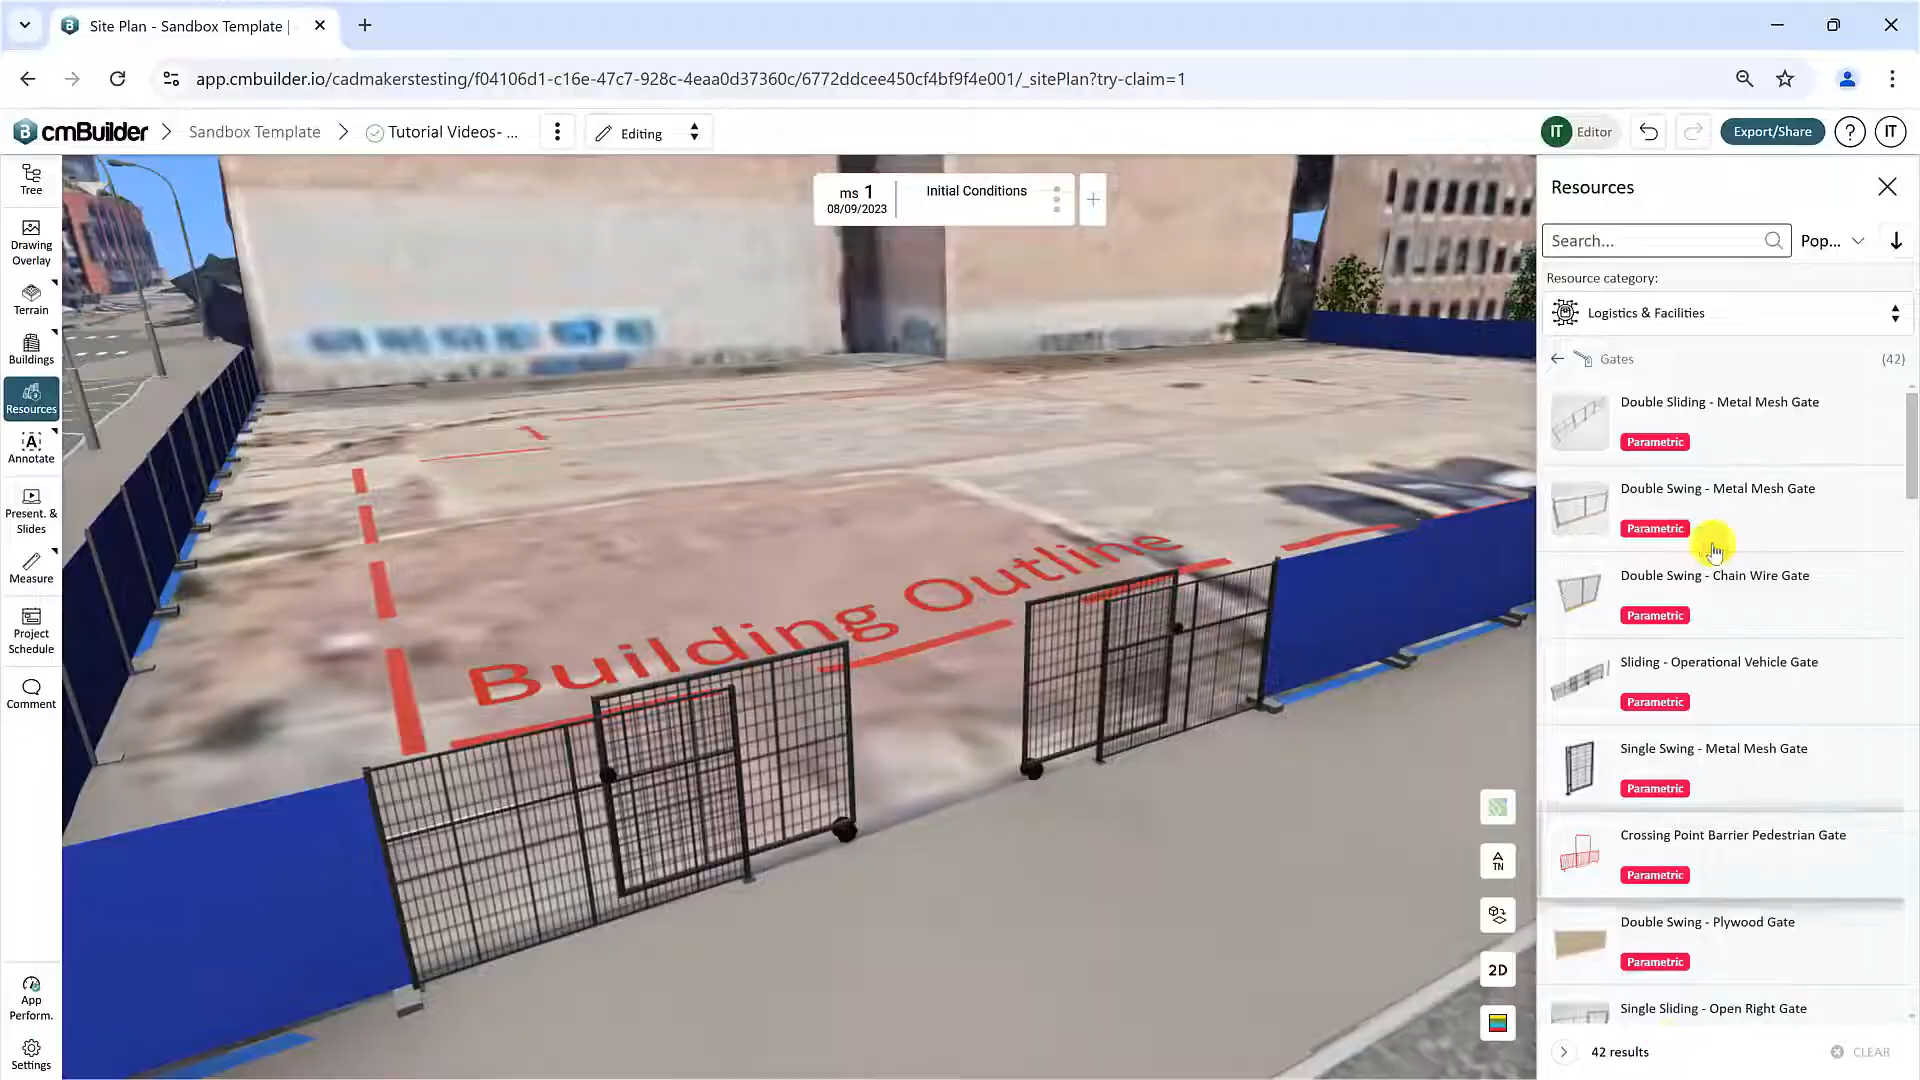 Site Plan - Sandbox Template |
app.cmbuilder.io/cadmakerstesting/f04106d1-c16e-47c7-928c-4eaa0d37360c/6772ddcee450cf4bf9f4e001/_sitePlan?try-claim=1
cmBuilder
Sandbox Template
Tutorial Videos- ...
Editing
IT
Editor
Export/Share
?
IT
Tree
Drawing
Overlay
Terrain
Buildings
Resources
A
Annotate
Present. &
Slides
Measure
Project
Schedule
Comment
App
Perform.
Settings
ms 1
08/09/2023
Initial Conditions
Building Outline
TN
2D
Resources
Search...
Pop...
Resource category:
Logistics & Facilities
Gates
(42)
Double Sliding - Metal Mesh Gate
Parametric
Double Swing - Metal Mesh Gate
Parametric
Double Swing - Chain Wire Gate
Parametric
Sliding - Operational Vehicle Gate
Parametric
Single Swing - Metal Mesh Gate
Parametric
Crossing Point Barrier Pedestrian Gate
Parametric
Double Swing - Plywood Gate
Parametric
Single Sliding - Open Right Gate
42 results
CLEAR